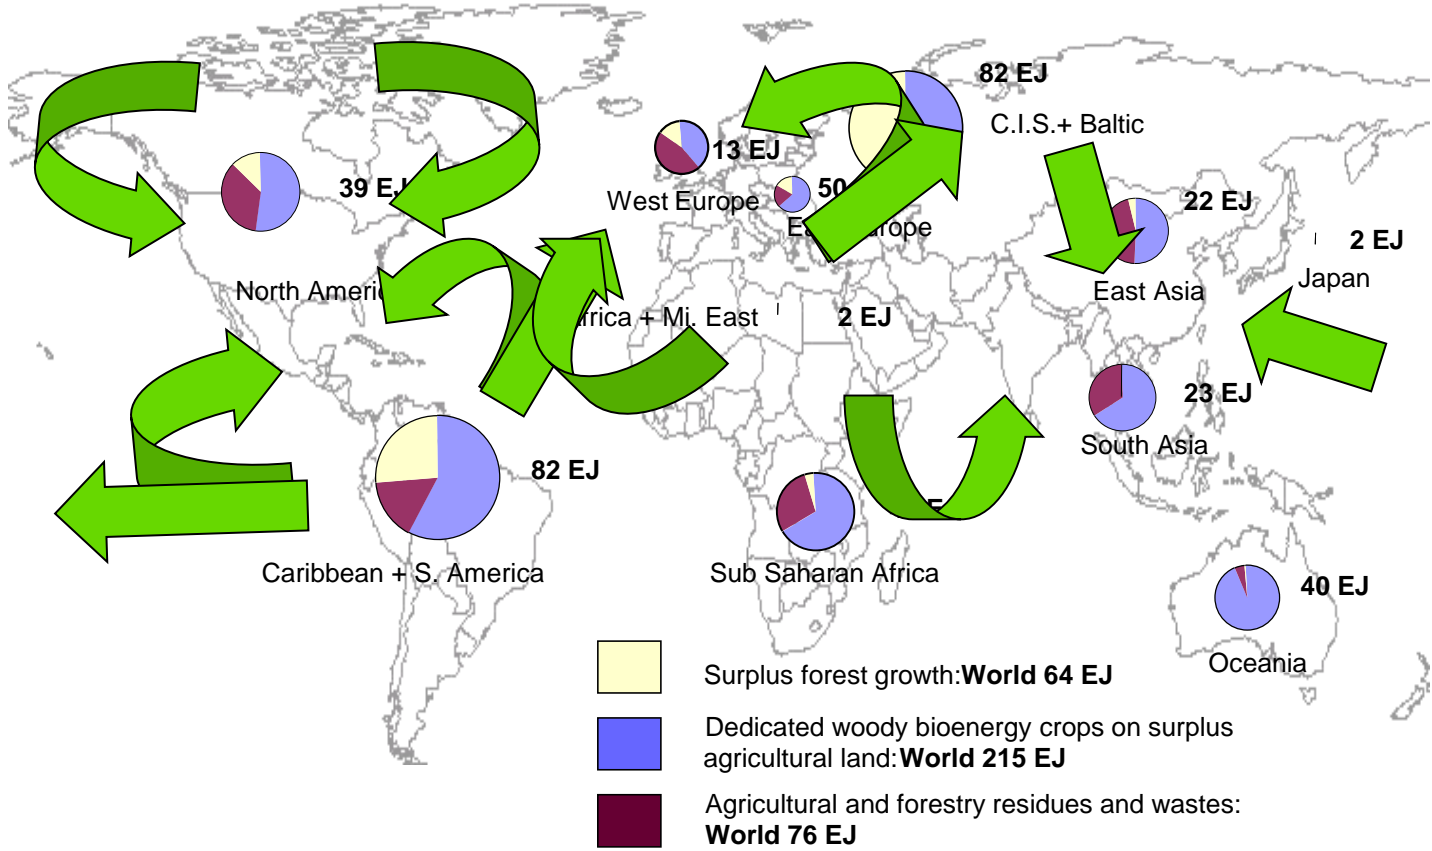 82 EJ
C.I.S.+ Baltic
13 EJ
West Europe
50
39 EJ
22 EJ
2 EJ
Japan
East Asia
North
+ Mi. East
2 EJ
23 EJ
South Asia
82 EJ
Caribbean + S. America
Sub Saharan Africa
40 EJ
Oceania
Surplus forest growth:World 64 EJ
Dedicated woody bioenergy crops on surplus
agricultural land:World 215 EJ
Agricultural and forestry residues and wastes:
World 76 EJ